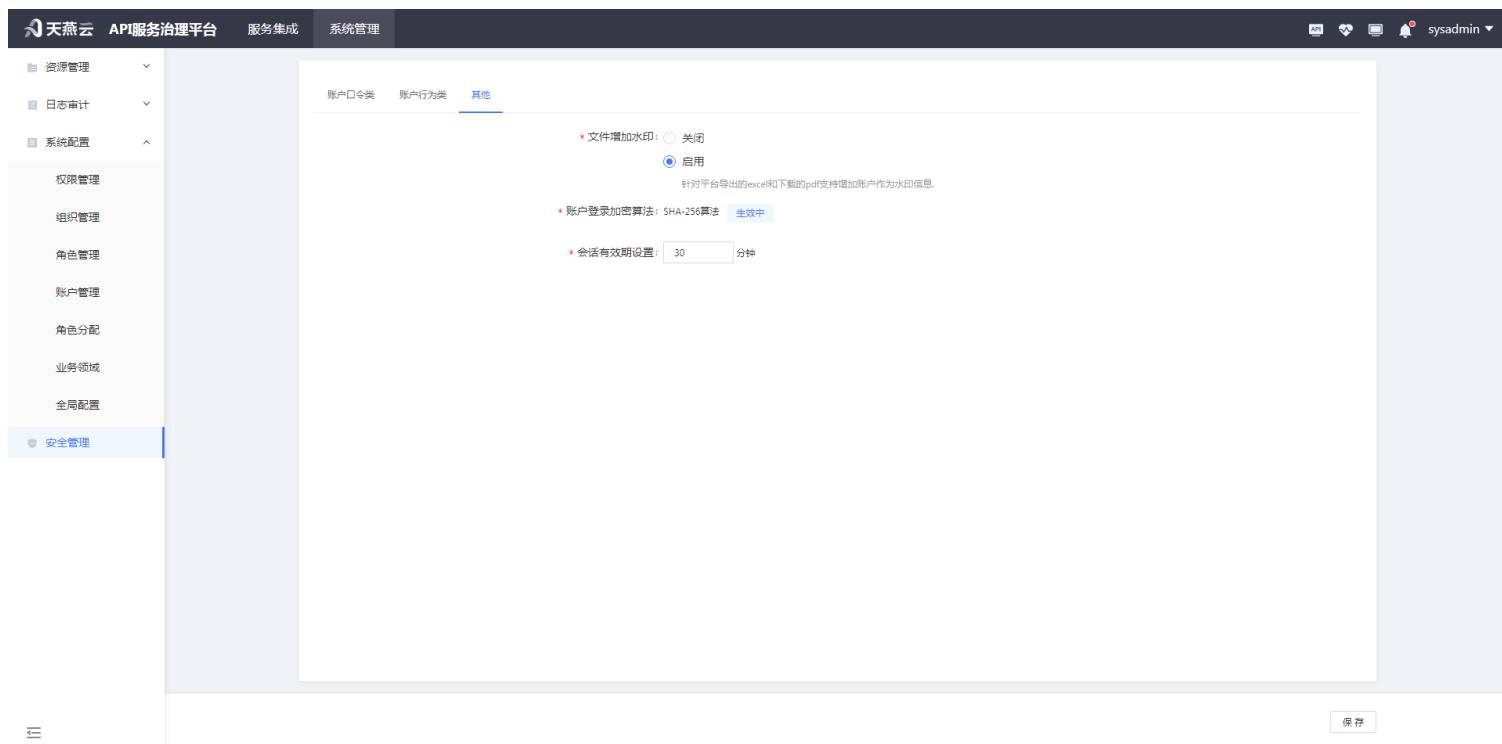 天燕云 API服务治理平台 服务集成 系统管理 API sysadmin
资源管理
日志审计
系统配置
权限管理
组织管理
角色管理
账户管理
角色分配
业务领域
全局配置
安全管理
账户口令类 账户行为类 其他
* 文件增加水印: 关闭
启用
针对平台导出的excel和下载的pdf支持增加账户作为水印信息.
* 账户登录加密算法: SHA-256算法 生效中
* 会话有效期设置: 30 分钟
保 存